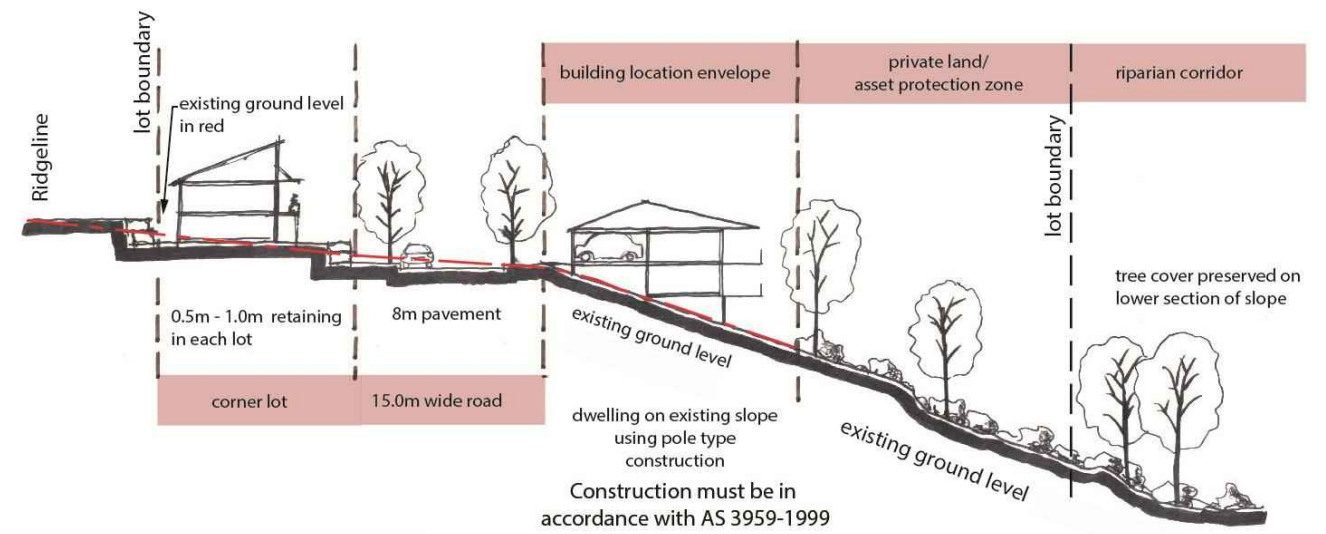 Ridgeline
lot boundary
existing ground level
in red
building location envelope
private land/
asset protection zone
riparian corridor
lot boundary
tree cover preserved on
lower section of slope
0.5m - 1.0m retaining
in each lot
8m pavement
existing ground level
corner lot
15.0m wide road
dwelling on existing slope
using pole type
construction
Construction must be in
accordance with AS 3959-1999
existing ground level